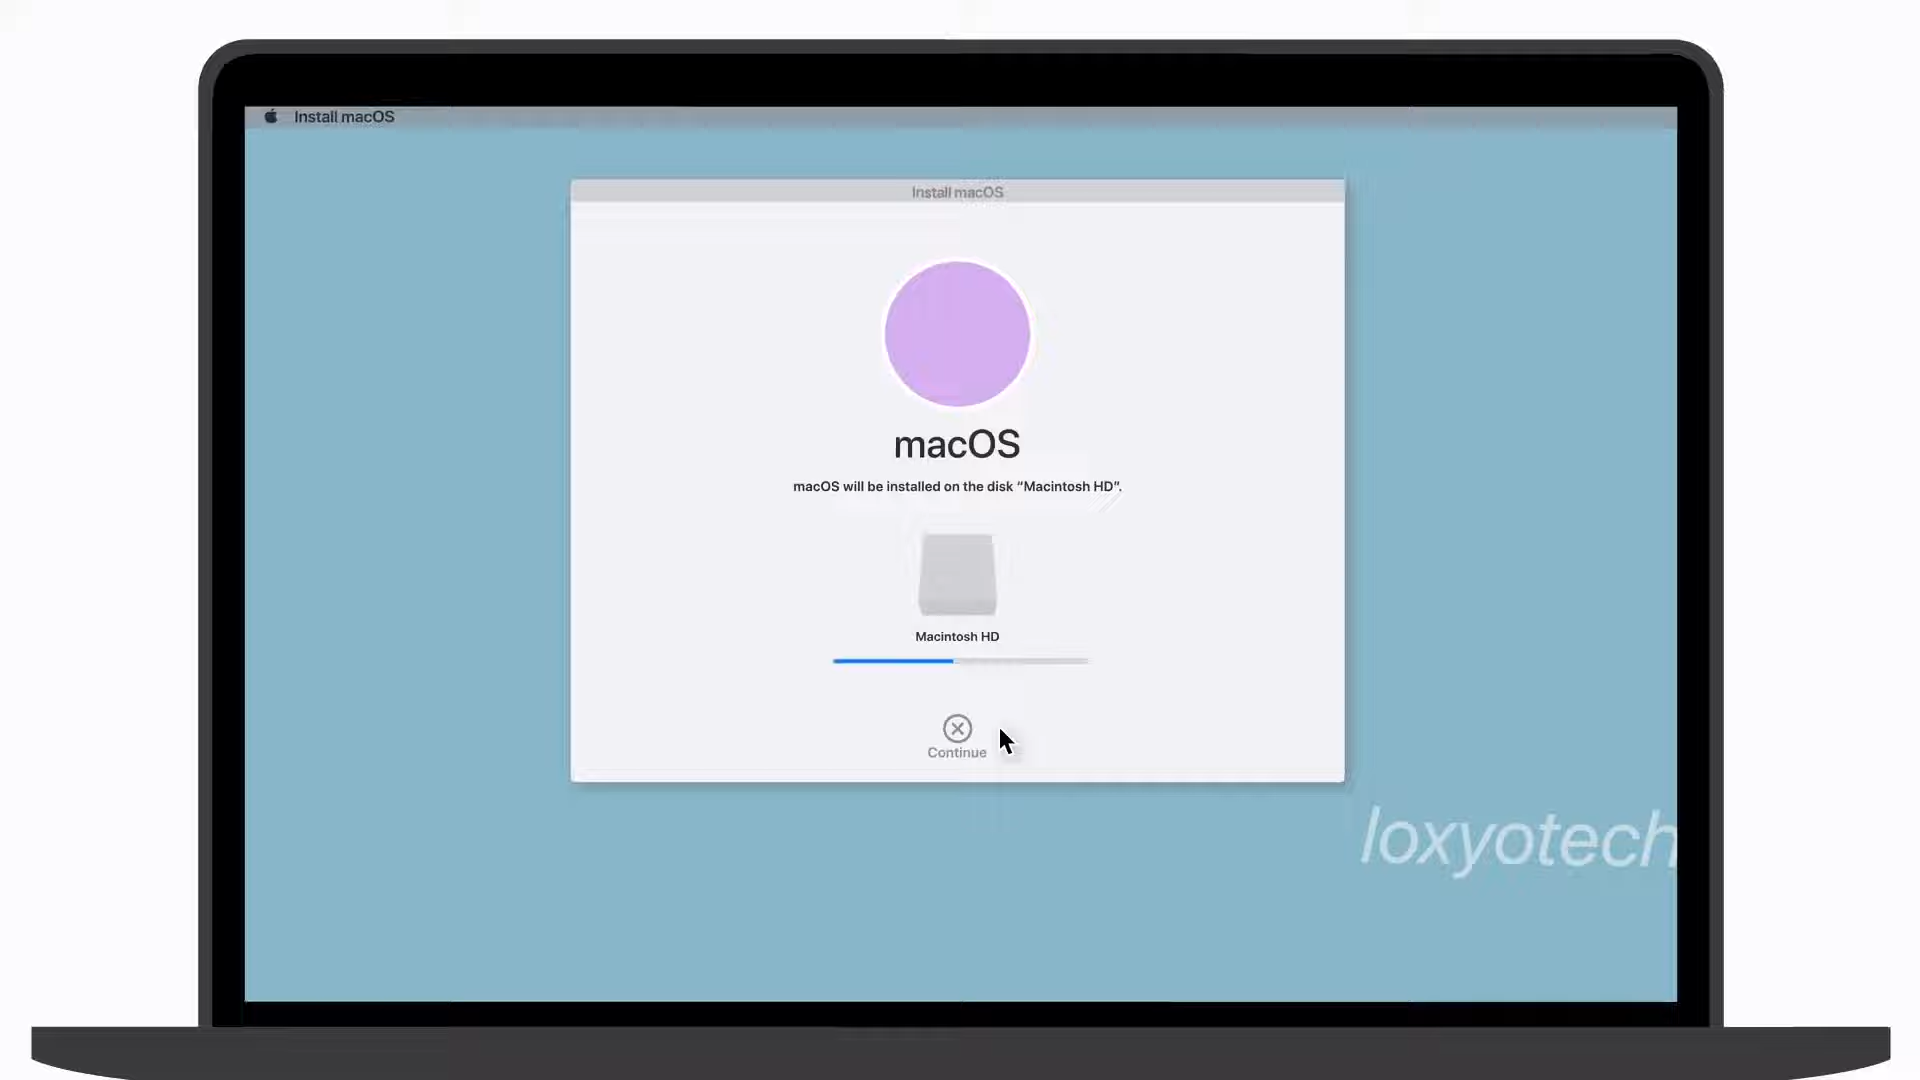 Install macOS
Install macOS
macOS
macOS will be installed on the disk “Macintosh HD”.
Macintosh HD
Continue
loxyotech